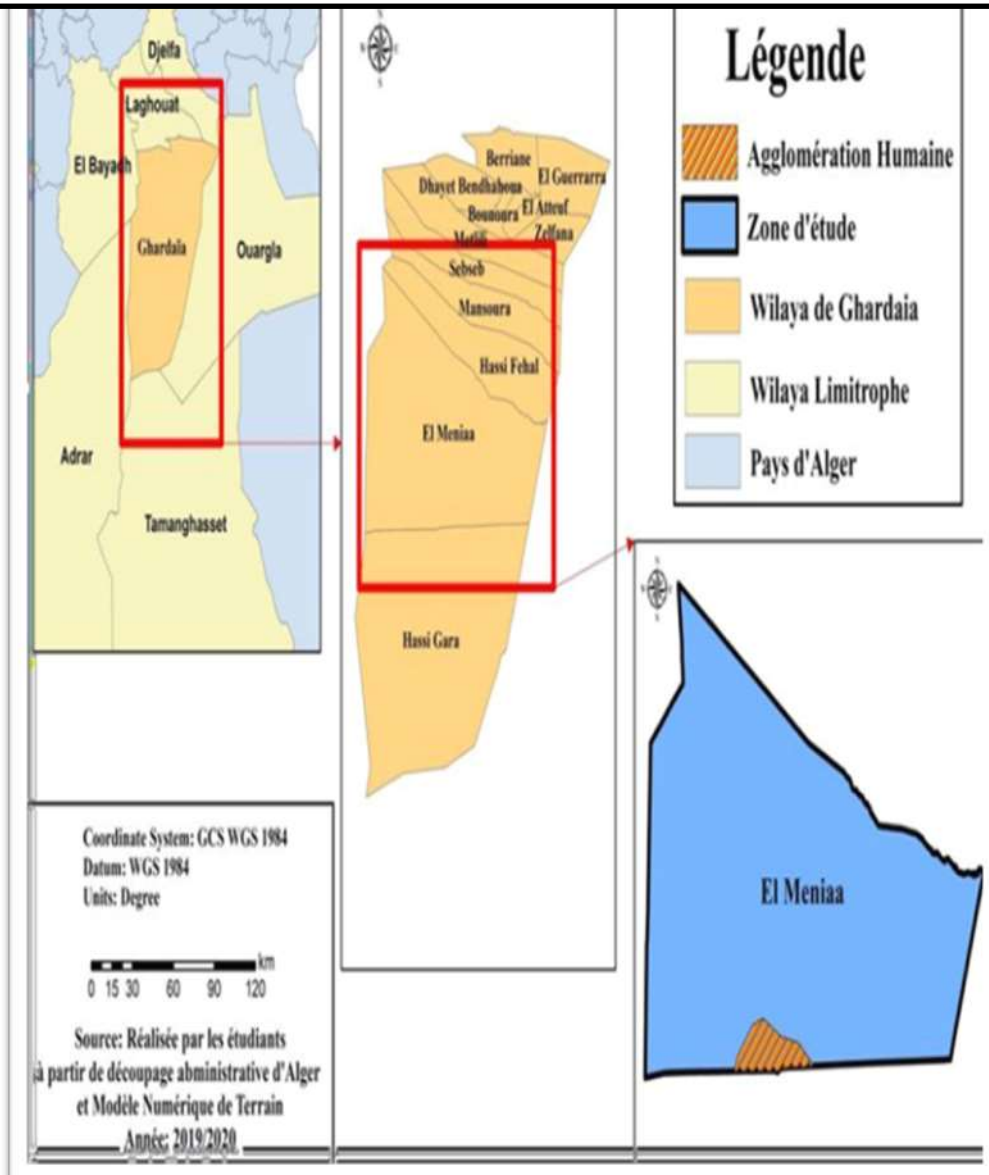 Djelfa
Laghouat
El Bayadh
Ghardaia
Ouargla
Adrar
Tamanghasset
Berriane
El Guerrarra
Dhayet Bendhahoua
El Atteuf
Bounoura
Zelfana
Metlili
Sebseb
Mansoura
Hassi Fehal
El Meniaa
Hassi Gara
Légende
Agglomération Humaine
Zone d'étude
Wilaya de Ghardaia
Wilaya Limitrophe
Pays d'Alger
El Meniaa
Coordinate System: GCS WGS 1984
Datum: WGS 1984
Units: Degree
km
0 15 30 60 90 120
Source: Réalisée par les étudiants
à partir de découpage abministrative d'Alger
et Modèle Numérique de Terrain
Année: 2019/2020